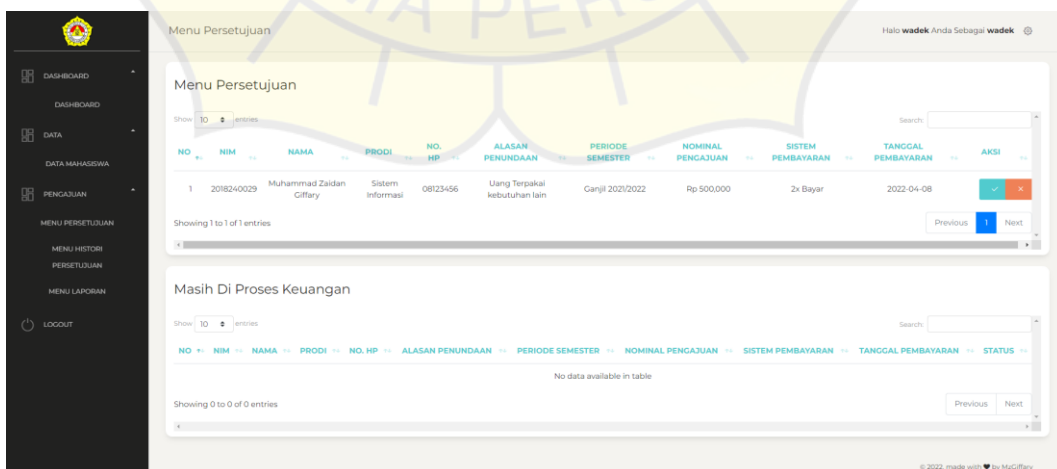 Menu Persetujuan
Halo wadek Anda Sebagai wadek
DASHBOARD
DASHBOARD
DATA
DATA MAHASISWA
PENGAJUAN
MENU PERSETUJUAN
MENU HISTORI
PERSETUJUAN
MENU LAPORAN
LOGOUT
Menu Persetujuan
Show 10 entries
Search:
NO NIM NAMA PRODI NO. HP ALASAN PENUNDAAN PERIODE SEMESTER NOMINAL PENGAJUAN SISTEM PEMBAYARAN TANGGAL PEMBAYARAN AKSI
1 2018240029 Muhammad Zaidan Giffary Sistem Informasi 08123456 Uang Terpakai kebutuhan lain Ganjil 2021/2022 Rp 500,000 2x Bayar 2022-04-08
Showing 1 to 1 of 1 entries
Previous 1 Next
Masih Di Proses Keuangan
Show 10 entries
Search:
NO NIM NAMA PRODI NO. HP ALASAN PENUNDAAN PERIODE SEMESTER NOMINAL PENGAJUAN SISTEM PEMBAYARAN TANGGAL PEMBAYARAN STATUS
No data available in table
Showing 0 to 0 of 0 entries
Previous Next
© 2022, made with ♥ by MzGiffary